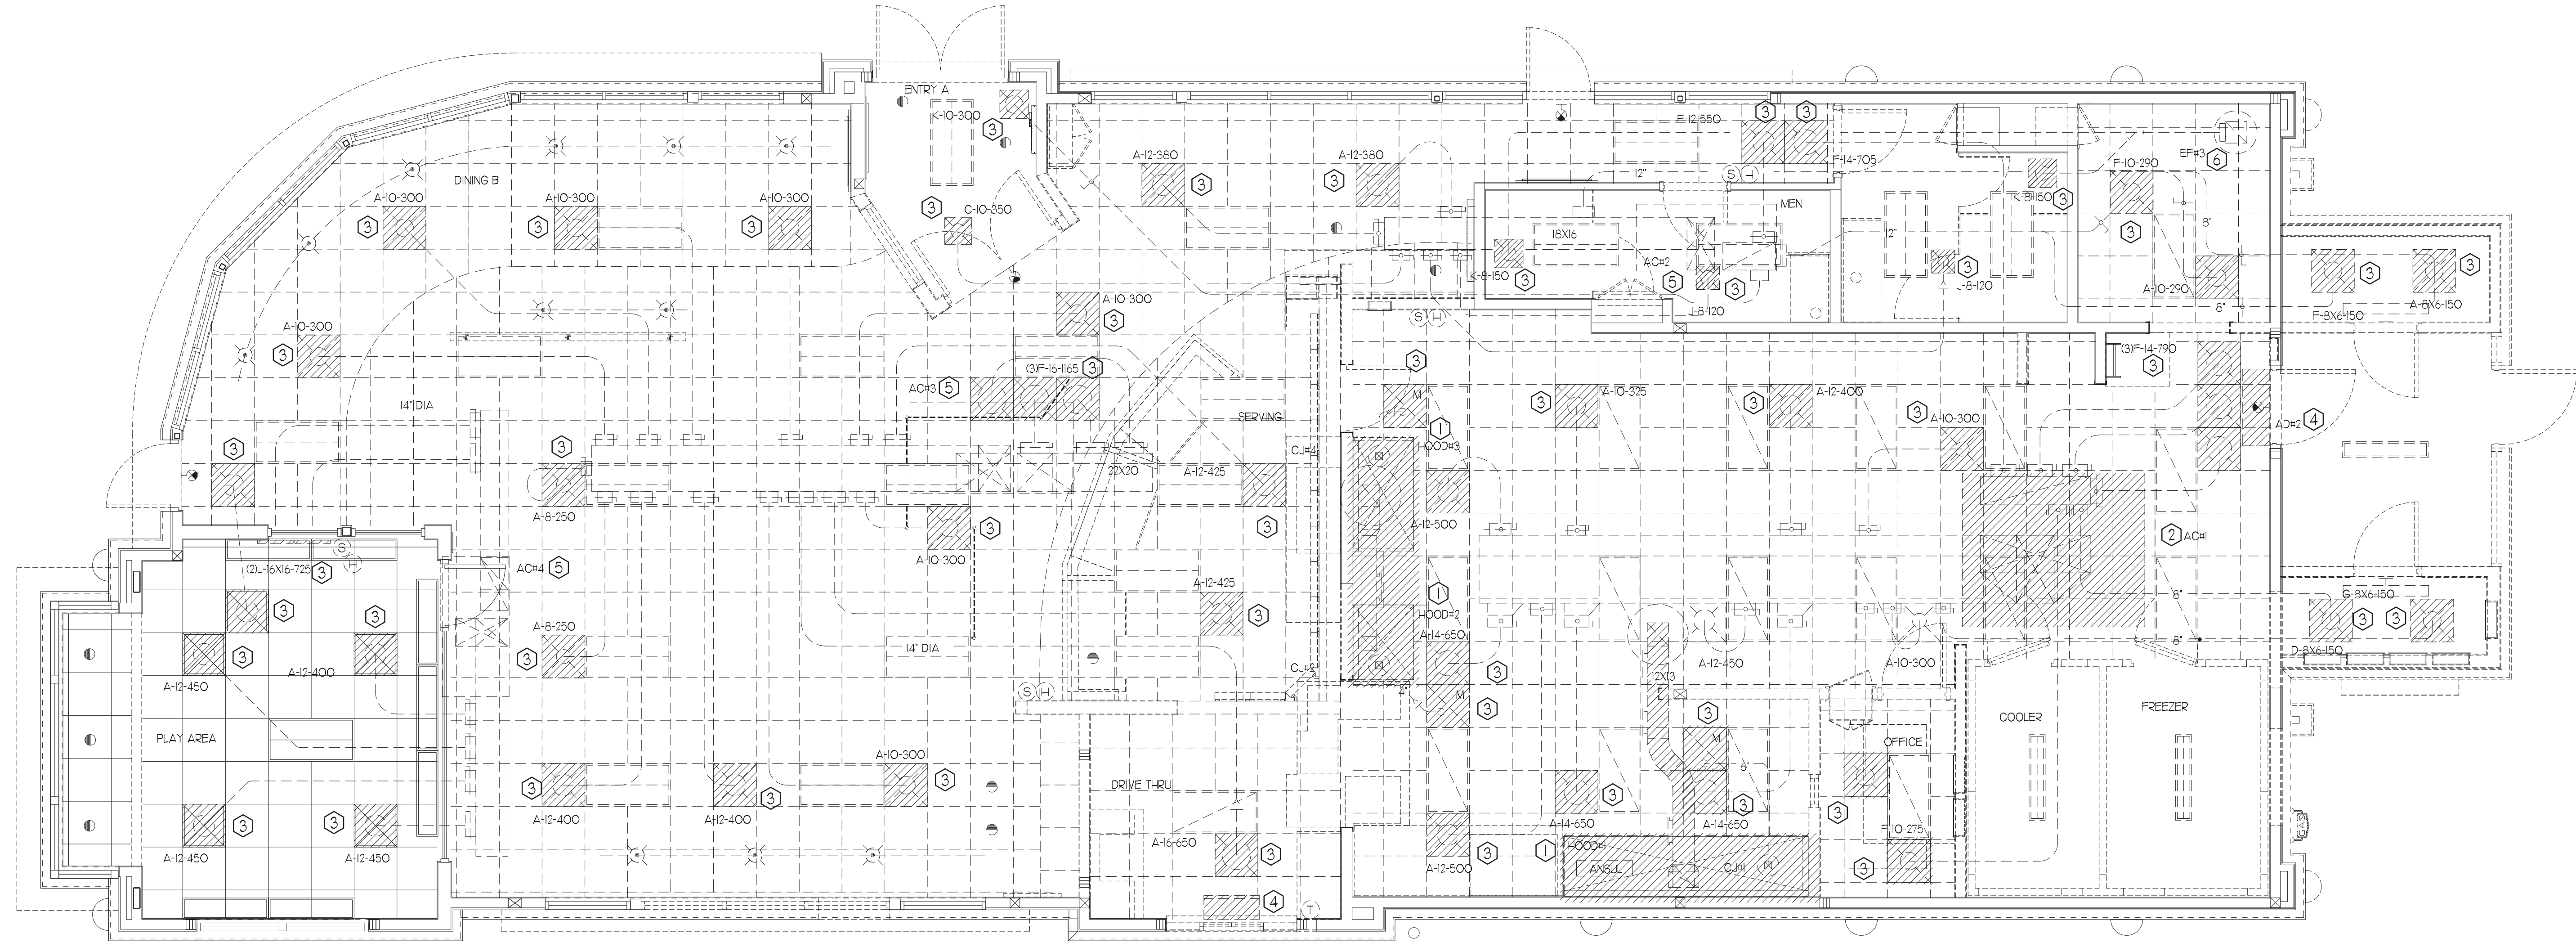 ENTRY A
K-10-300
3
DINING B
A-10-300
3
A-10-300
3
A-10-300
3
A-10-300
3
3
C-10-350
A-12-380
3
A-12-380
3
F-12-550
3
3
F-14-705
12"
S
H
MEN
18X16
K-8-150
3
AC#2
5
3
J-8-120
12"
3
J-8-120
K-8-150
3
EF#3
6
F-10-290
3
8"
A-10-290
8"
3
F-8X6-150
3
A-8X6-150
A-10-300
3
S
H
3
AC#3
5
(3)F-16-1165
3
14" DIA
SERVING
CJ#4
3
3
A-8-250
22X20
A-12-425
3
A-10-300
3
M
1
HOOD#3
A-12-500
3
A-10-325
3
A-12-400
3
A-10-300
(3)F-14-790
3
AD#2
4
2
AC#1
S
H
(2)L-16X16-725
3
AC#4
5
3
3
3
A-12-450
A-12-400
3
A-8-250
14" DIA
A-12-425
3
CJ#2
S
H
1
HOOD#2
A-14-650
3
4"
M
3
12X13
A-12-450
A-10-300
8"
8"
G-8X6-150
3
3
D-8X6-150
PLAY AREA
3
A-12-450
3
A-12-450
3
A-12-400
3
A-12-400
A-10-300
3
DRIVE THRU
A-16-650
3
4
T
3
A-12-500
1
HOOD#1
ANSUL
CJ#1
3
A-14-650
3
M
6"
3
A-14-650
OFFICE
3
F-10-275
3
COOLER
FREEZER